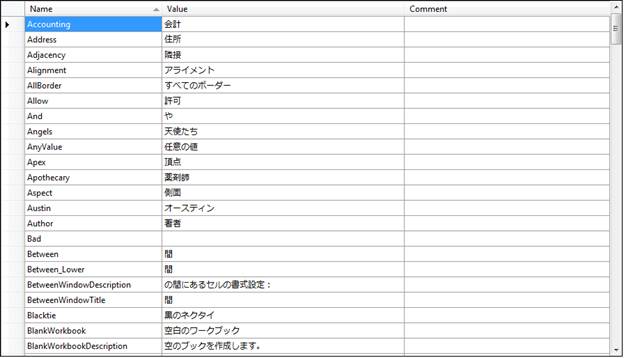 Name Value Comment
Accounting 会計
Address 住所
Adjacency 隣接
Alignment アライメント
AllBorder すべてのボーダー
Allow 許可
And や
Angels 天使たち
AnyValue 任意の値
Apex 頂点
Apothecary 薬剤師
Aspect 側面
Austin オースティン
Author 著者
Bad
Between 間
Between_Lower 間
BetweenWindowDescription の間にあるセルの書式設定：
BetweenWindowTitle 間
Blacktie 黒のネクタイ
BlankWorkbook 空白のワークブック
BlankWorkbookDescription 空のブックを作成します。